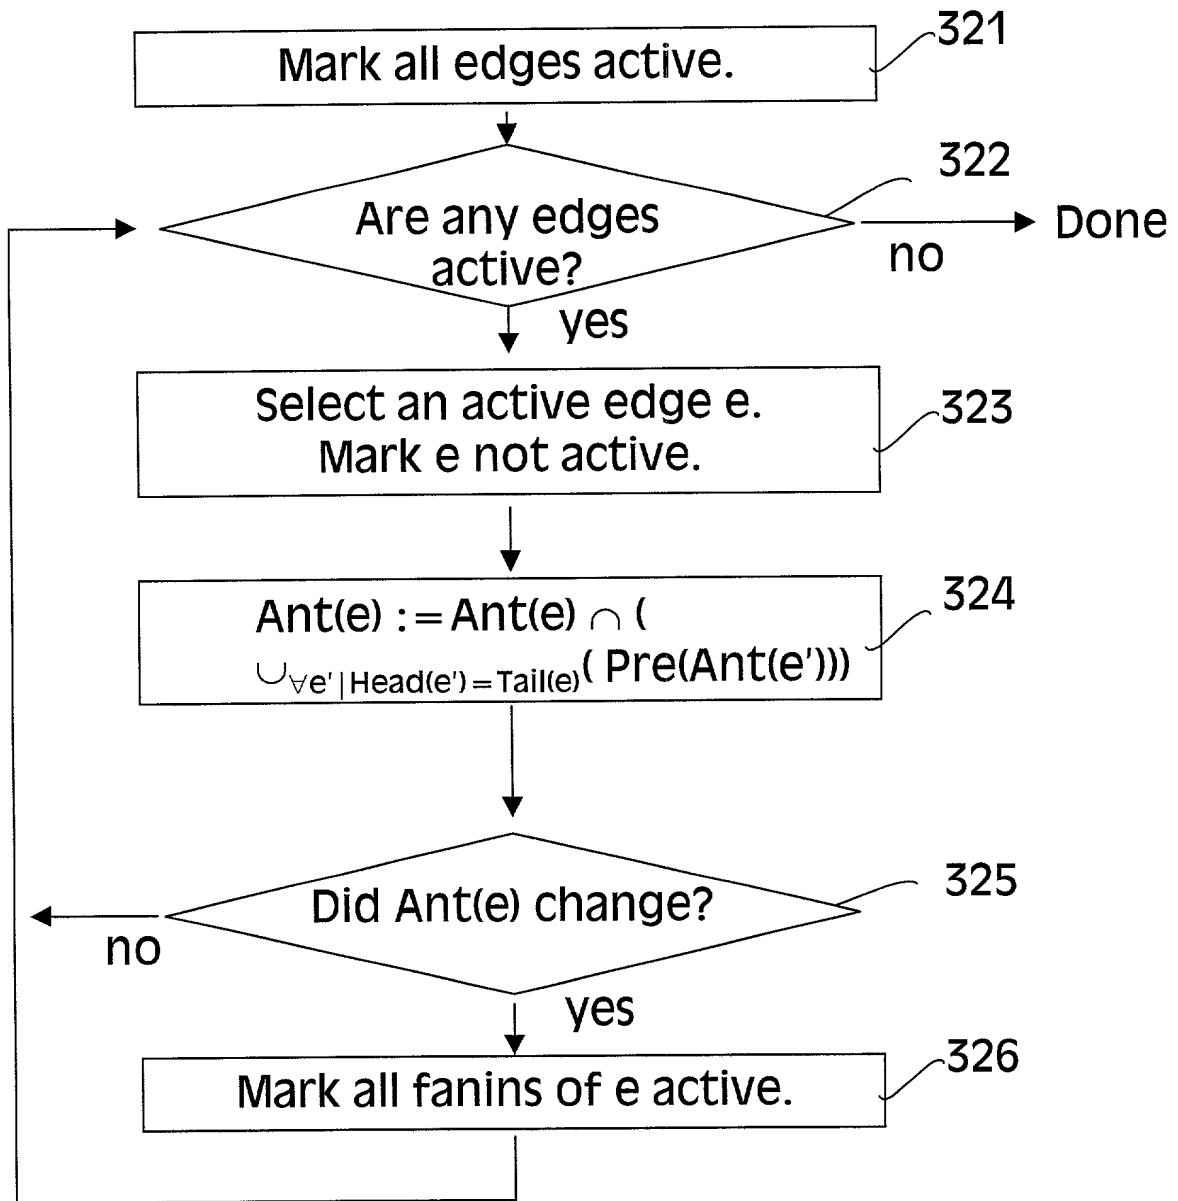 321
Mark all edges active.
322
Are any edges
active?
no
Done
yes
323
Select an active edge e.
Mark e not active.
324
Ant(e) := Ant(e) ∩ (
∪∀e'|Head(e')=Tail(e)( Pre(Ant(e')))
325
Did Ant(e) change?
no
yes
326
Mark all fanins of e active.